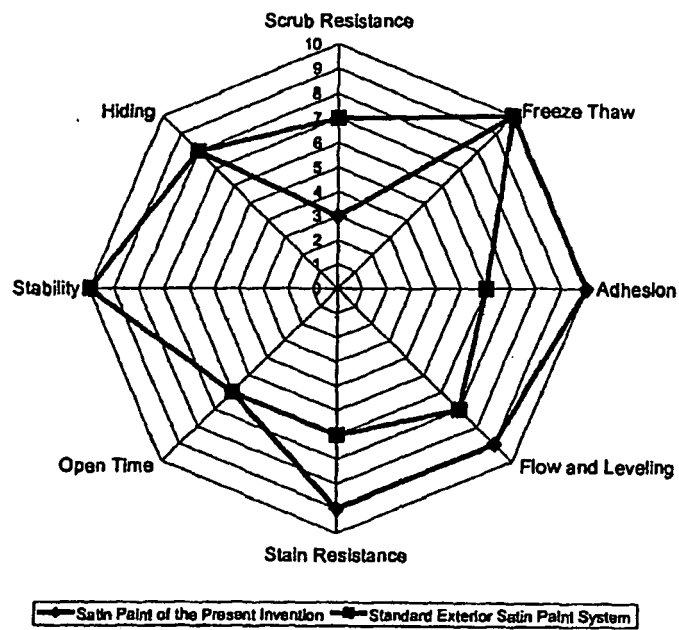 Scrub Resistance
10
9
8
7
6
5
4
3
2
1
0
Hiding
Freeze Thaw
Stability
Adhesion
Open Time
Flow and Leveling
Stain Resistance
Satin Paint of the Present Invention Standard Exterior Satin Paint System